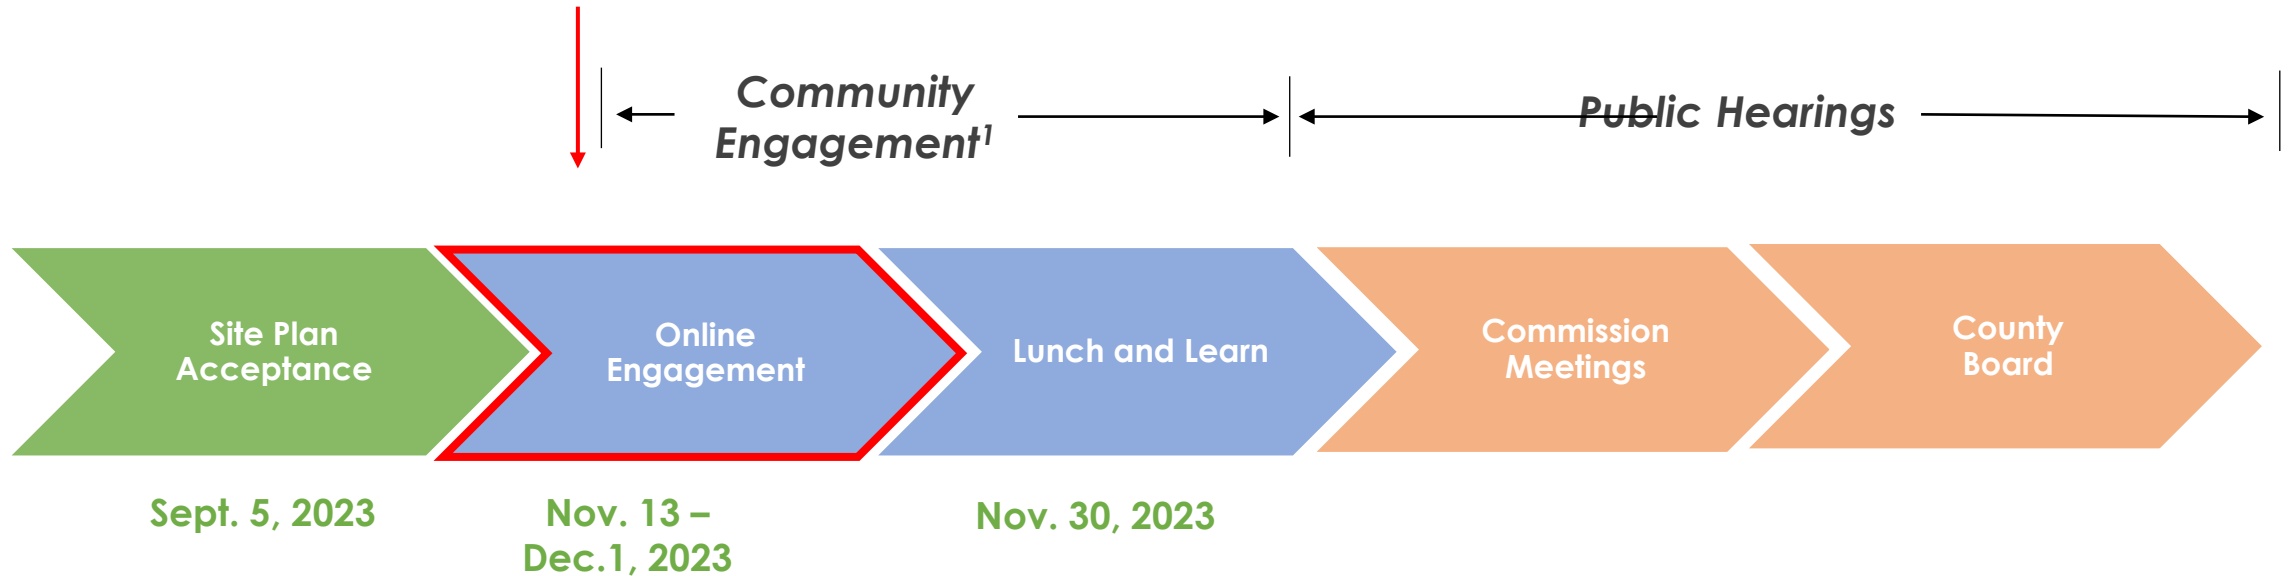 Community
Engagement¹
Public Hearings
Site Plan
Acceptance
Online
Engagement
Lunch and Learn
Commission
Meetings
County
Board
Sept. 5, 2023
Nov. 13 –
Dec.1, 2023
Nov. 30, 2023